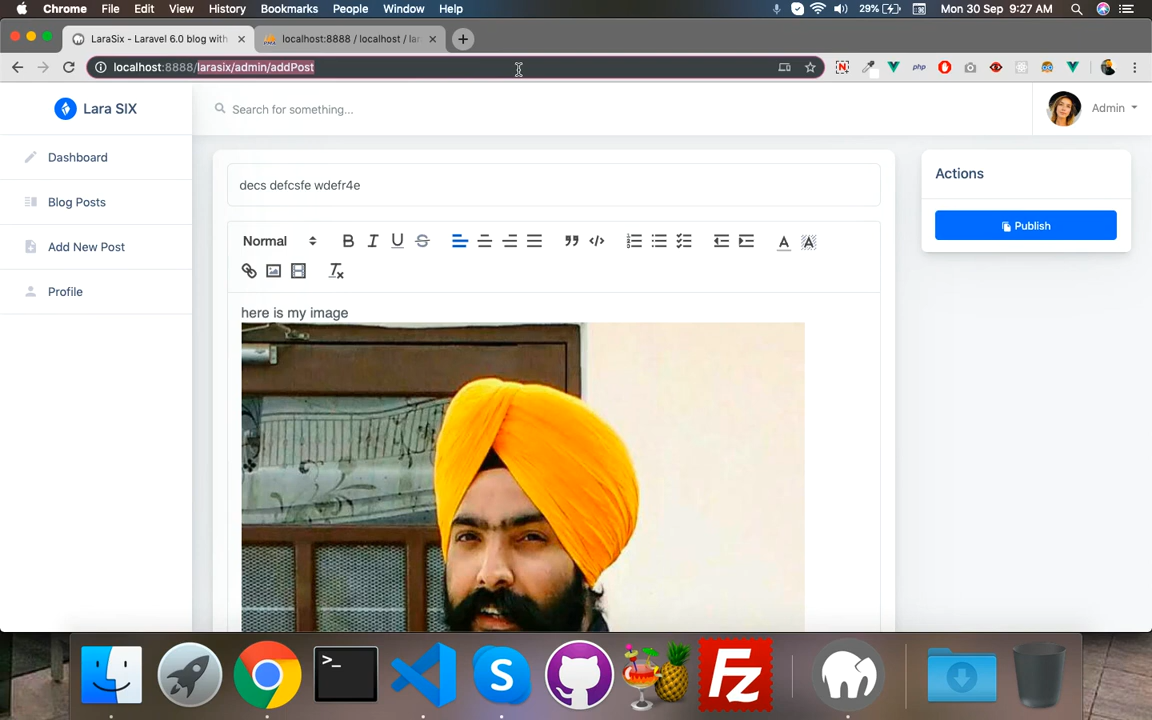 Chrome File Edit View History Bookmarks People Window Help 29% Mon 30 Sep 9:27 AM
LaraSix - Laravel 6.0 blog with localhost:8888 / localhost / lar
localhost:8888/larasix/admin/addPost php
Lara SIX
Search for something...
Admin
Dashboard
Blog Posts
Add New Post
Profile
decs defcsfe wdefr4e
Normal
here is my image
Actions
Publish